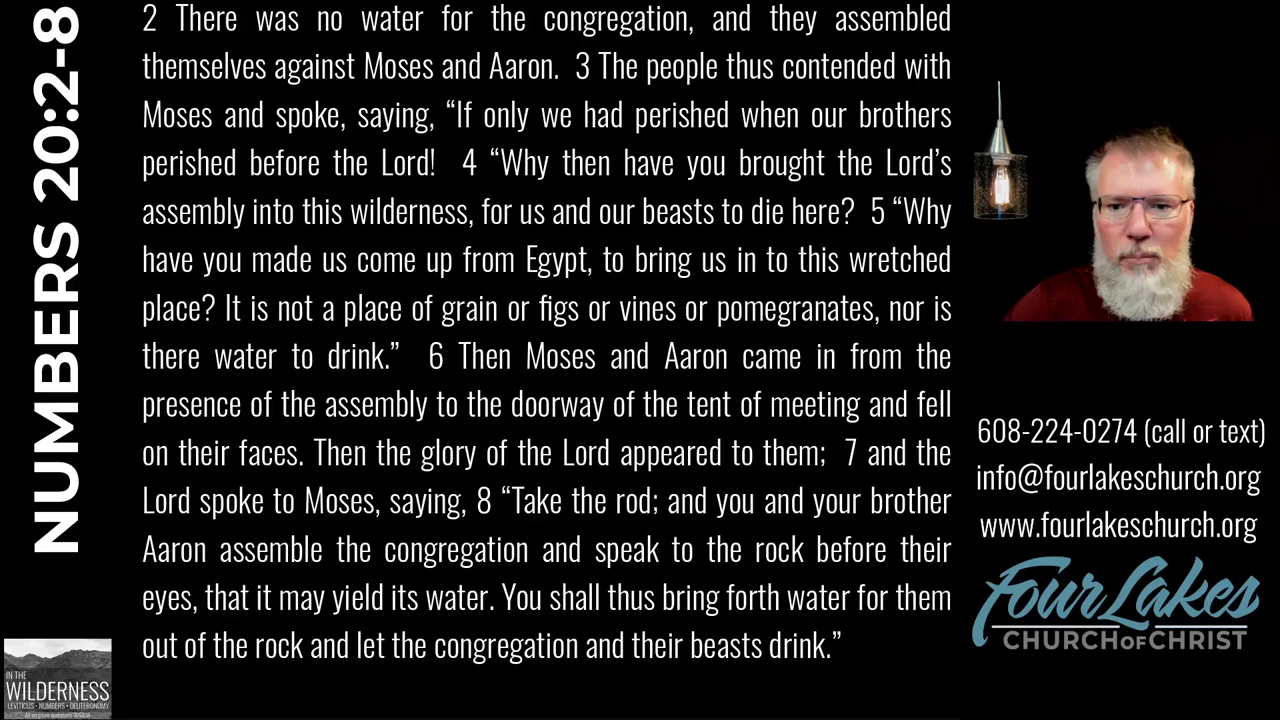 NUMBERS 20:2-8
2 There was no water for the congregation, and they assembled
themselves against Moses and Aaron. 3 The people thus contended with
Moses and spoke, saying, “If only we had perished when our brothers
perished before the Lord! 4 “Why then have you brought the Lord’s
assembly into this wilderness, for us and our beasts to die here? 5 “Why
have you made us come up from Egypt, to bring us in to this wretched
place? It is not a place of grain or figs or vines or pomegranates, nor is
there water to drink.” 6 Then Moses and Aaron came in from the
presence of the assembly to the doorway of the tent of meeting and fell
on their faces. Then the glory of the Lord appeared to them; 7 and the
Lord spoke to Moses, saying, 8 “Take the rod; and you and your brother
Aaron assemble the congregation and speak to the rock before their
eyes, that it may yield its water. You shall thus bring forth water for them
out of the rock and let the congregation and their beasts drink.”
608-224-0274 (call or text)
info@fourlakeschurch.org
www.fourlakeschurch.org
Four Lakes
CHURCH OF CHRIST
IN THE
WILDERNESS
LEVITICUS • NUMBERS • DEUTERONOMY